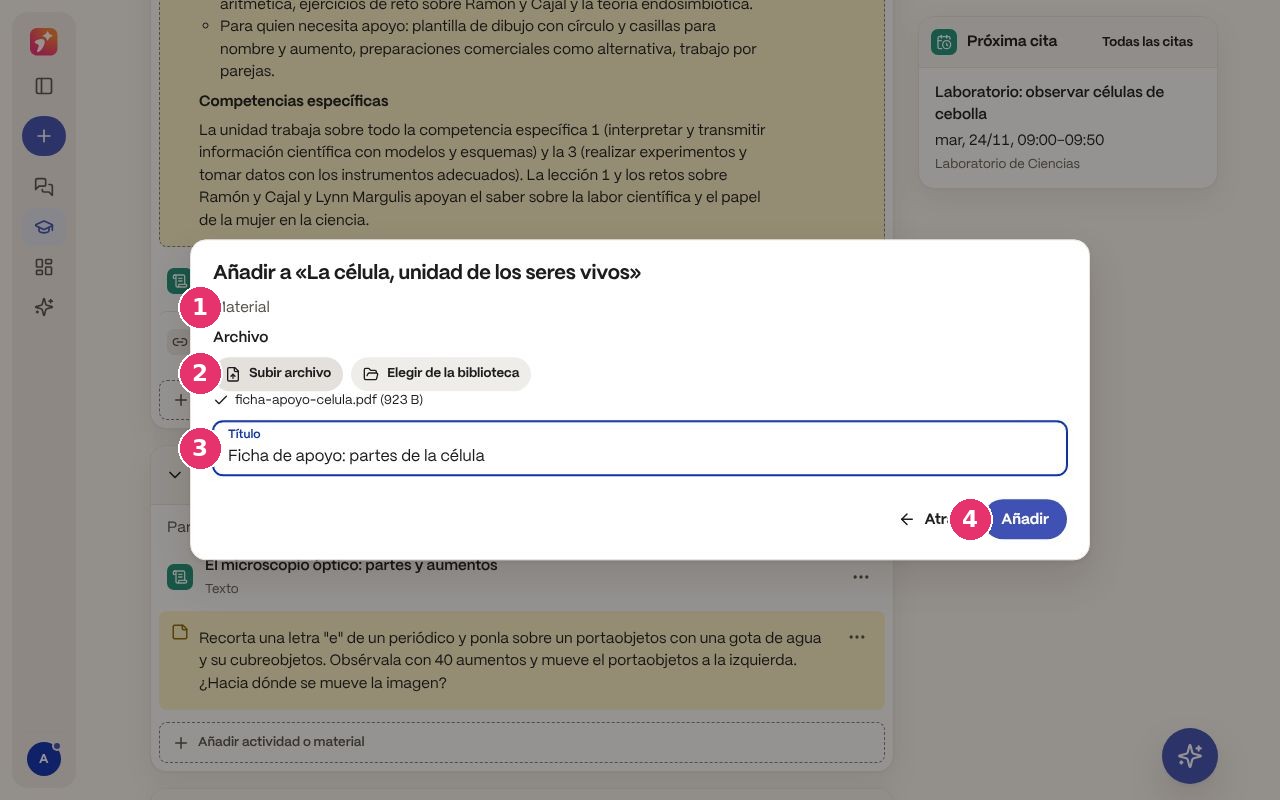 aritmética, ejercicios de reto sobre Ramón y Cajal y la teoría endosimbiótica.
Para quien necesita apoyo: plantilla de dibujo con círculo y casillas para
nombre y aumento, preparaciones comerciales como alternativa, trabajo por
parejas.
Competencias específicas
La unidad trabaja sobre todo la competencia específica 1 (interpretar y transmitir
información científica con modelos y esquemas) y la 3 (realizar experimentos y
tomar datos con los instrumentos adecuados). La lección 1 y los retos sobre
Ramón y Cajal y Lynn Margulis apoyan el saber sobre la labor científica y el papel
de la mujer en la ciencia.
Próxima cita
Todas las citas
Laboratorio: observar células de
cebolla
mar, 24/11, 09:00–09:50
Laboratorio de Ciencias
Añadir a «La célula, unidad de los seres vivos»
1
aterial
Archivo
2
Subir archivo
Elegir de la biblioteca
ficha-apoyo-celula.pdf (923 B)
3
Título
Ficha de apoyo: partes de la célula
Atr
4
Añadir
Par
El microscopio óptico: partes y aumentos
Texto
Recorta una letra "e" de un periódico y ponla sobre un portaobjetos con una gota de agua
y su cubreobjetos. Obsérvala con 40 aumentos y mueve el portaobjetos a la izquierda.
¿Hacia dónde se mueve la imagen?
Añadir actividad o material
A